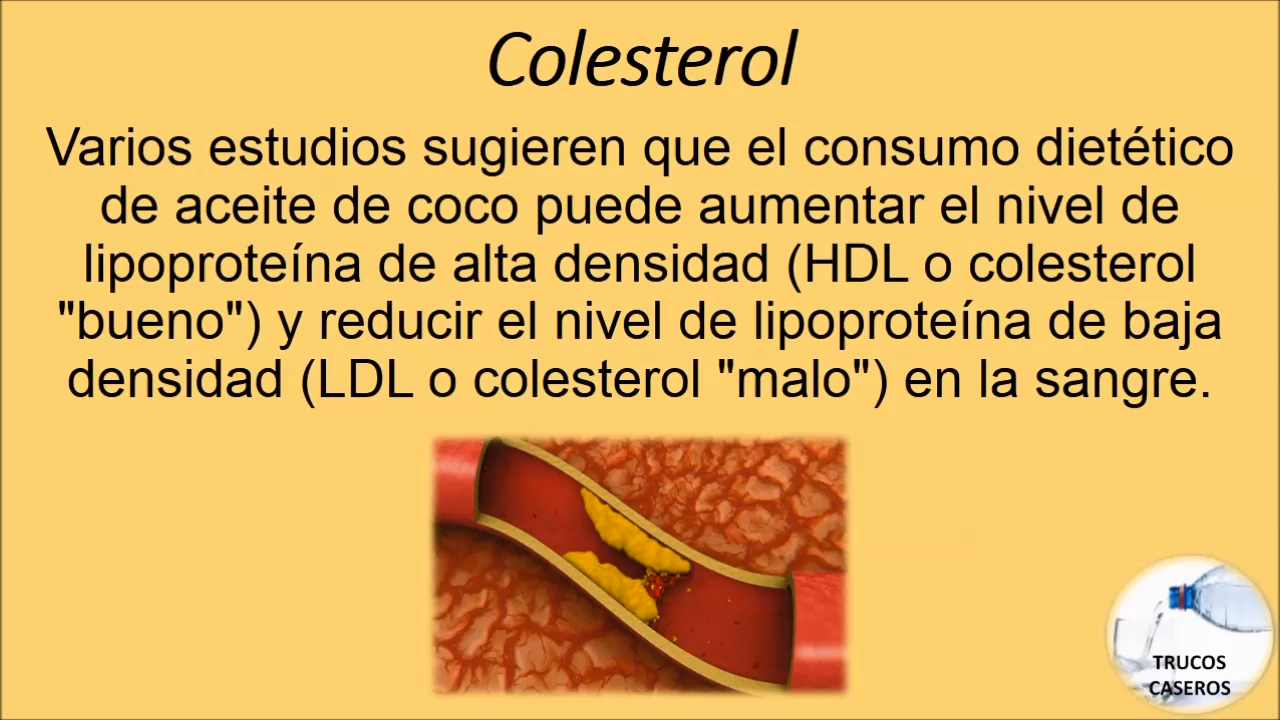 Colesterol
Varios estudios sugieren que el consumo dietético
de aceite de coco puede aumentar el nivel de
lipoproteína de alta densidad (HDL o colesterol
"bueno") y reducir el nivel de lipoproteína de baja
densidad (LDL o colesterol "malo") en la sangre.
TRUCOS
CASEROS